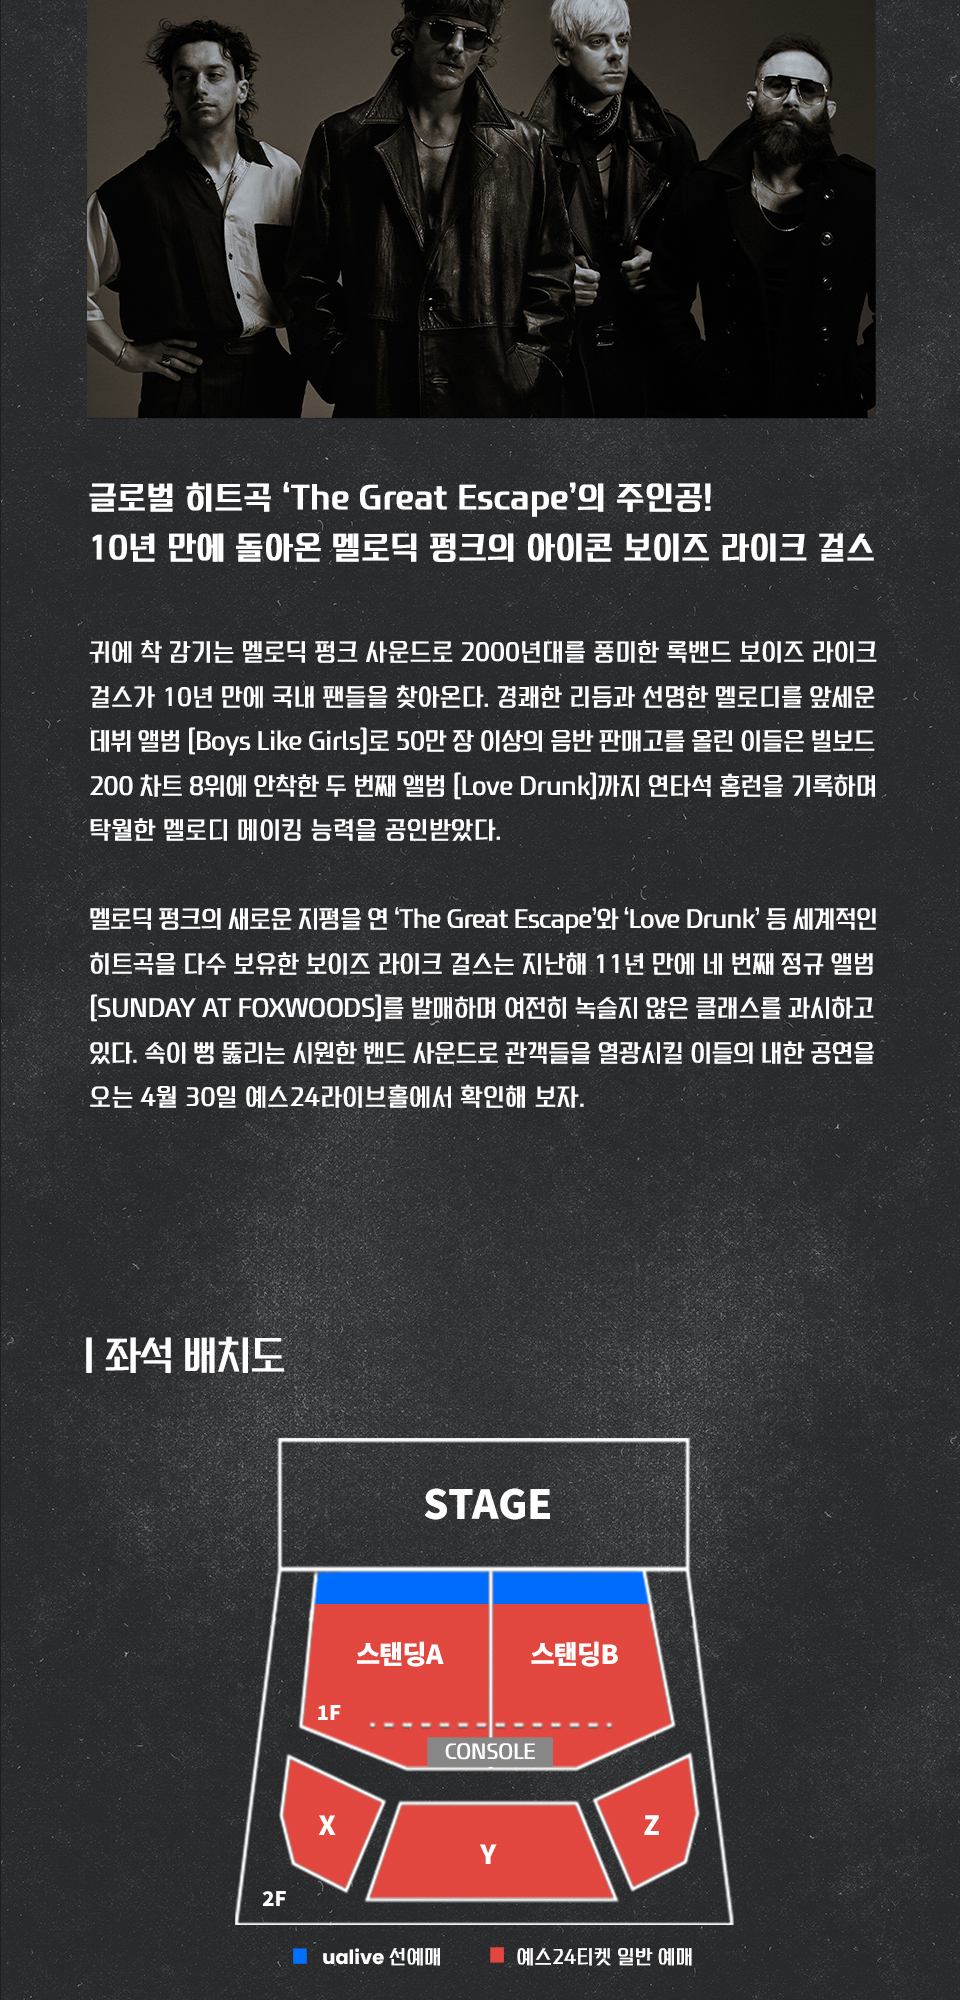 글로벌 히트곡 ‘The Great Escape’의 주인공!
10년 만에 돌아온 멜로딕 펑크의 아이콘 보이즈 라이크 걸스
귀에 착 감기는 멜로딕 펑크 사운드로 2000년대를 풍미한 록밴드 보이즈 라이크
걸스가 10년 만에 국내 팬들을 찾아온다. 경쾌한 리듬과 선명한 멜로디를 앞세운
데뷔 앨범 [Boys Like Girls]로 50만 장 이상의 음반 판매고를 올린 이들은 빌보드
200 차트 8위에 안착한 두 번째 앨범 [Love Drunk]까지 연타석 홈런을 기록하며
탁월한 멜로디 메이킹 능력을 공인받았다.
멜로딕 펑크의 새로운 지평을 연 ‘The Great Escape’와 ‘Love Drunk’ 등 세계적인
히트곡을 다수 보유한 보이즈 라이크 걸스는 지난해 11년 만에 네 번째 정규 앨범
[SUNDAY AT FOXWOODS]를 발매하며 여전히 녹슬지 않은 클래스를 과시하고
있다. 속이 뻥 뚫리는 시원한 밴드 사운드로 관객들을 열광시킬 이들의 내한 공연을
오는 4월 30일 예스24라이브홀에서 확인해 보자.
| 좌석 배치도
STAGE
스탠딩A 스탠딩B
1F
CONSOLE
X Z
Y
2F
ualive 선예매 예스24티켓 일반 예매